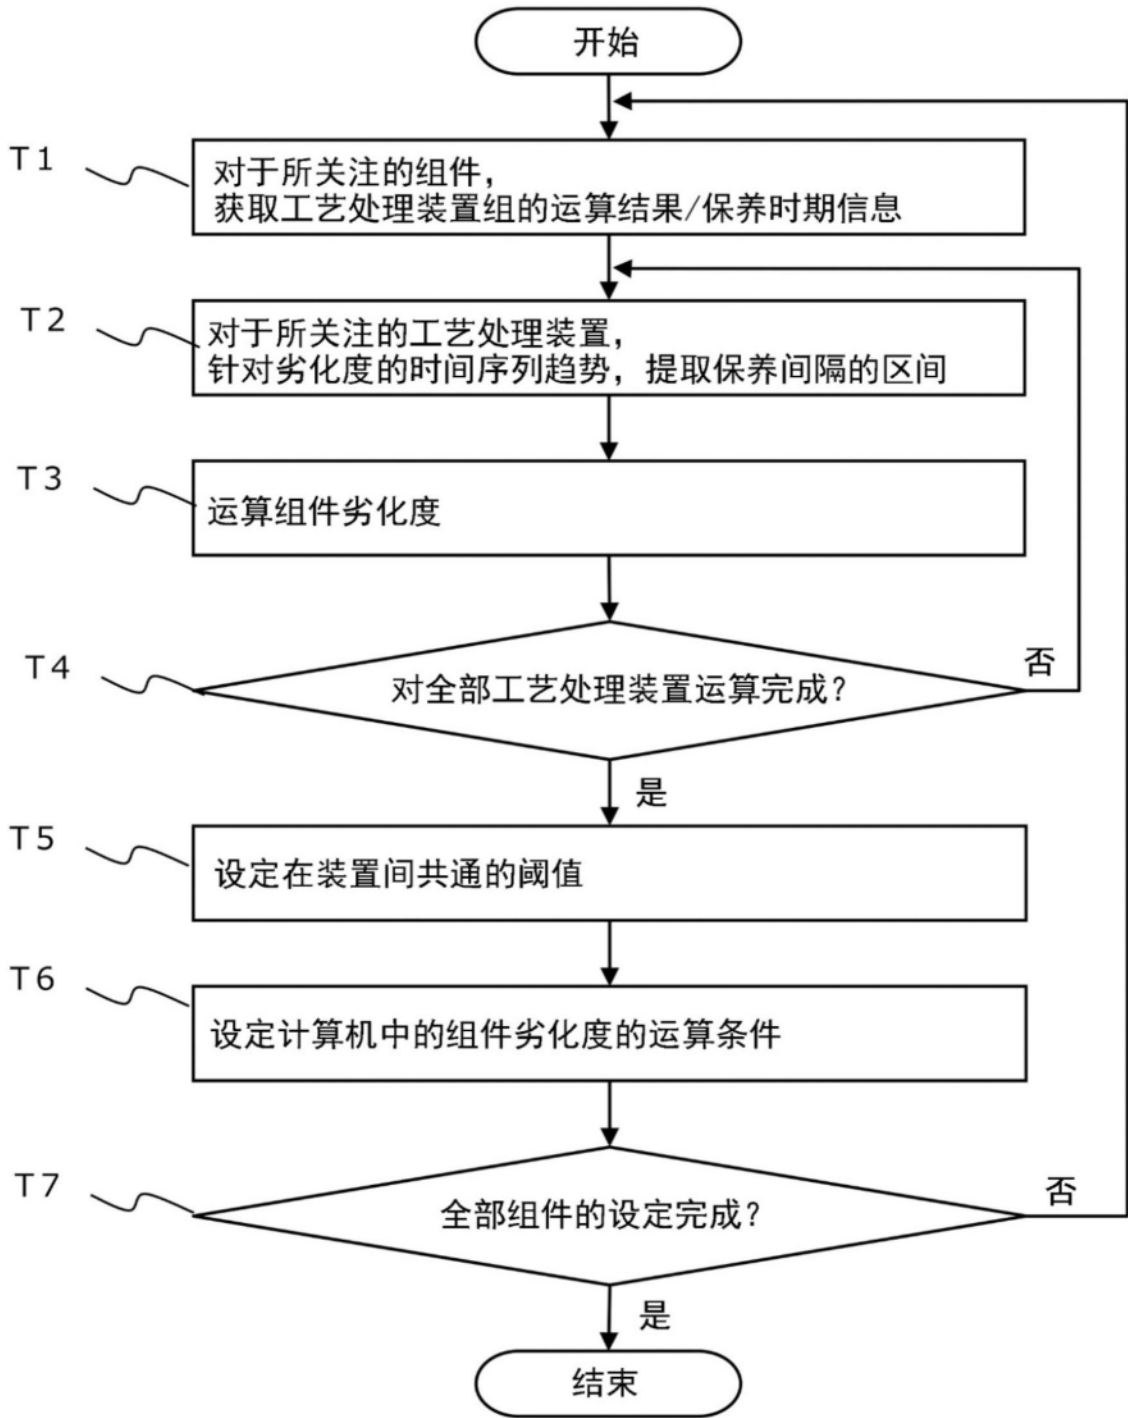 开始
T1
对于所关注的组件，
获取工艺处理装置组的运算结果/保养时期信息
T2
对于所关注的工艺处理装置，
针对劣化度的时间序列趋势，提取保养间隔的区间
T3
运算组件劣化度
T4
对全部工艺处理装置运算完成？
否
是
T5
设定在装置间共通的阈值
T6
设定计算机中的组件劣化度的运算条件
T7
全部组件的设定完成？
否
是
结束